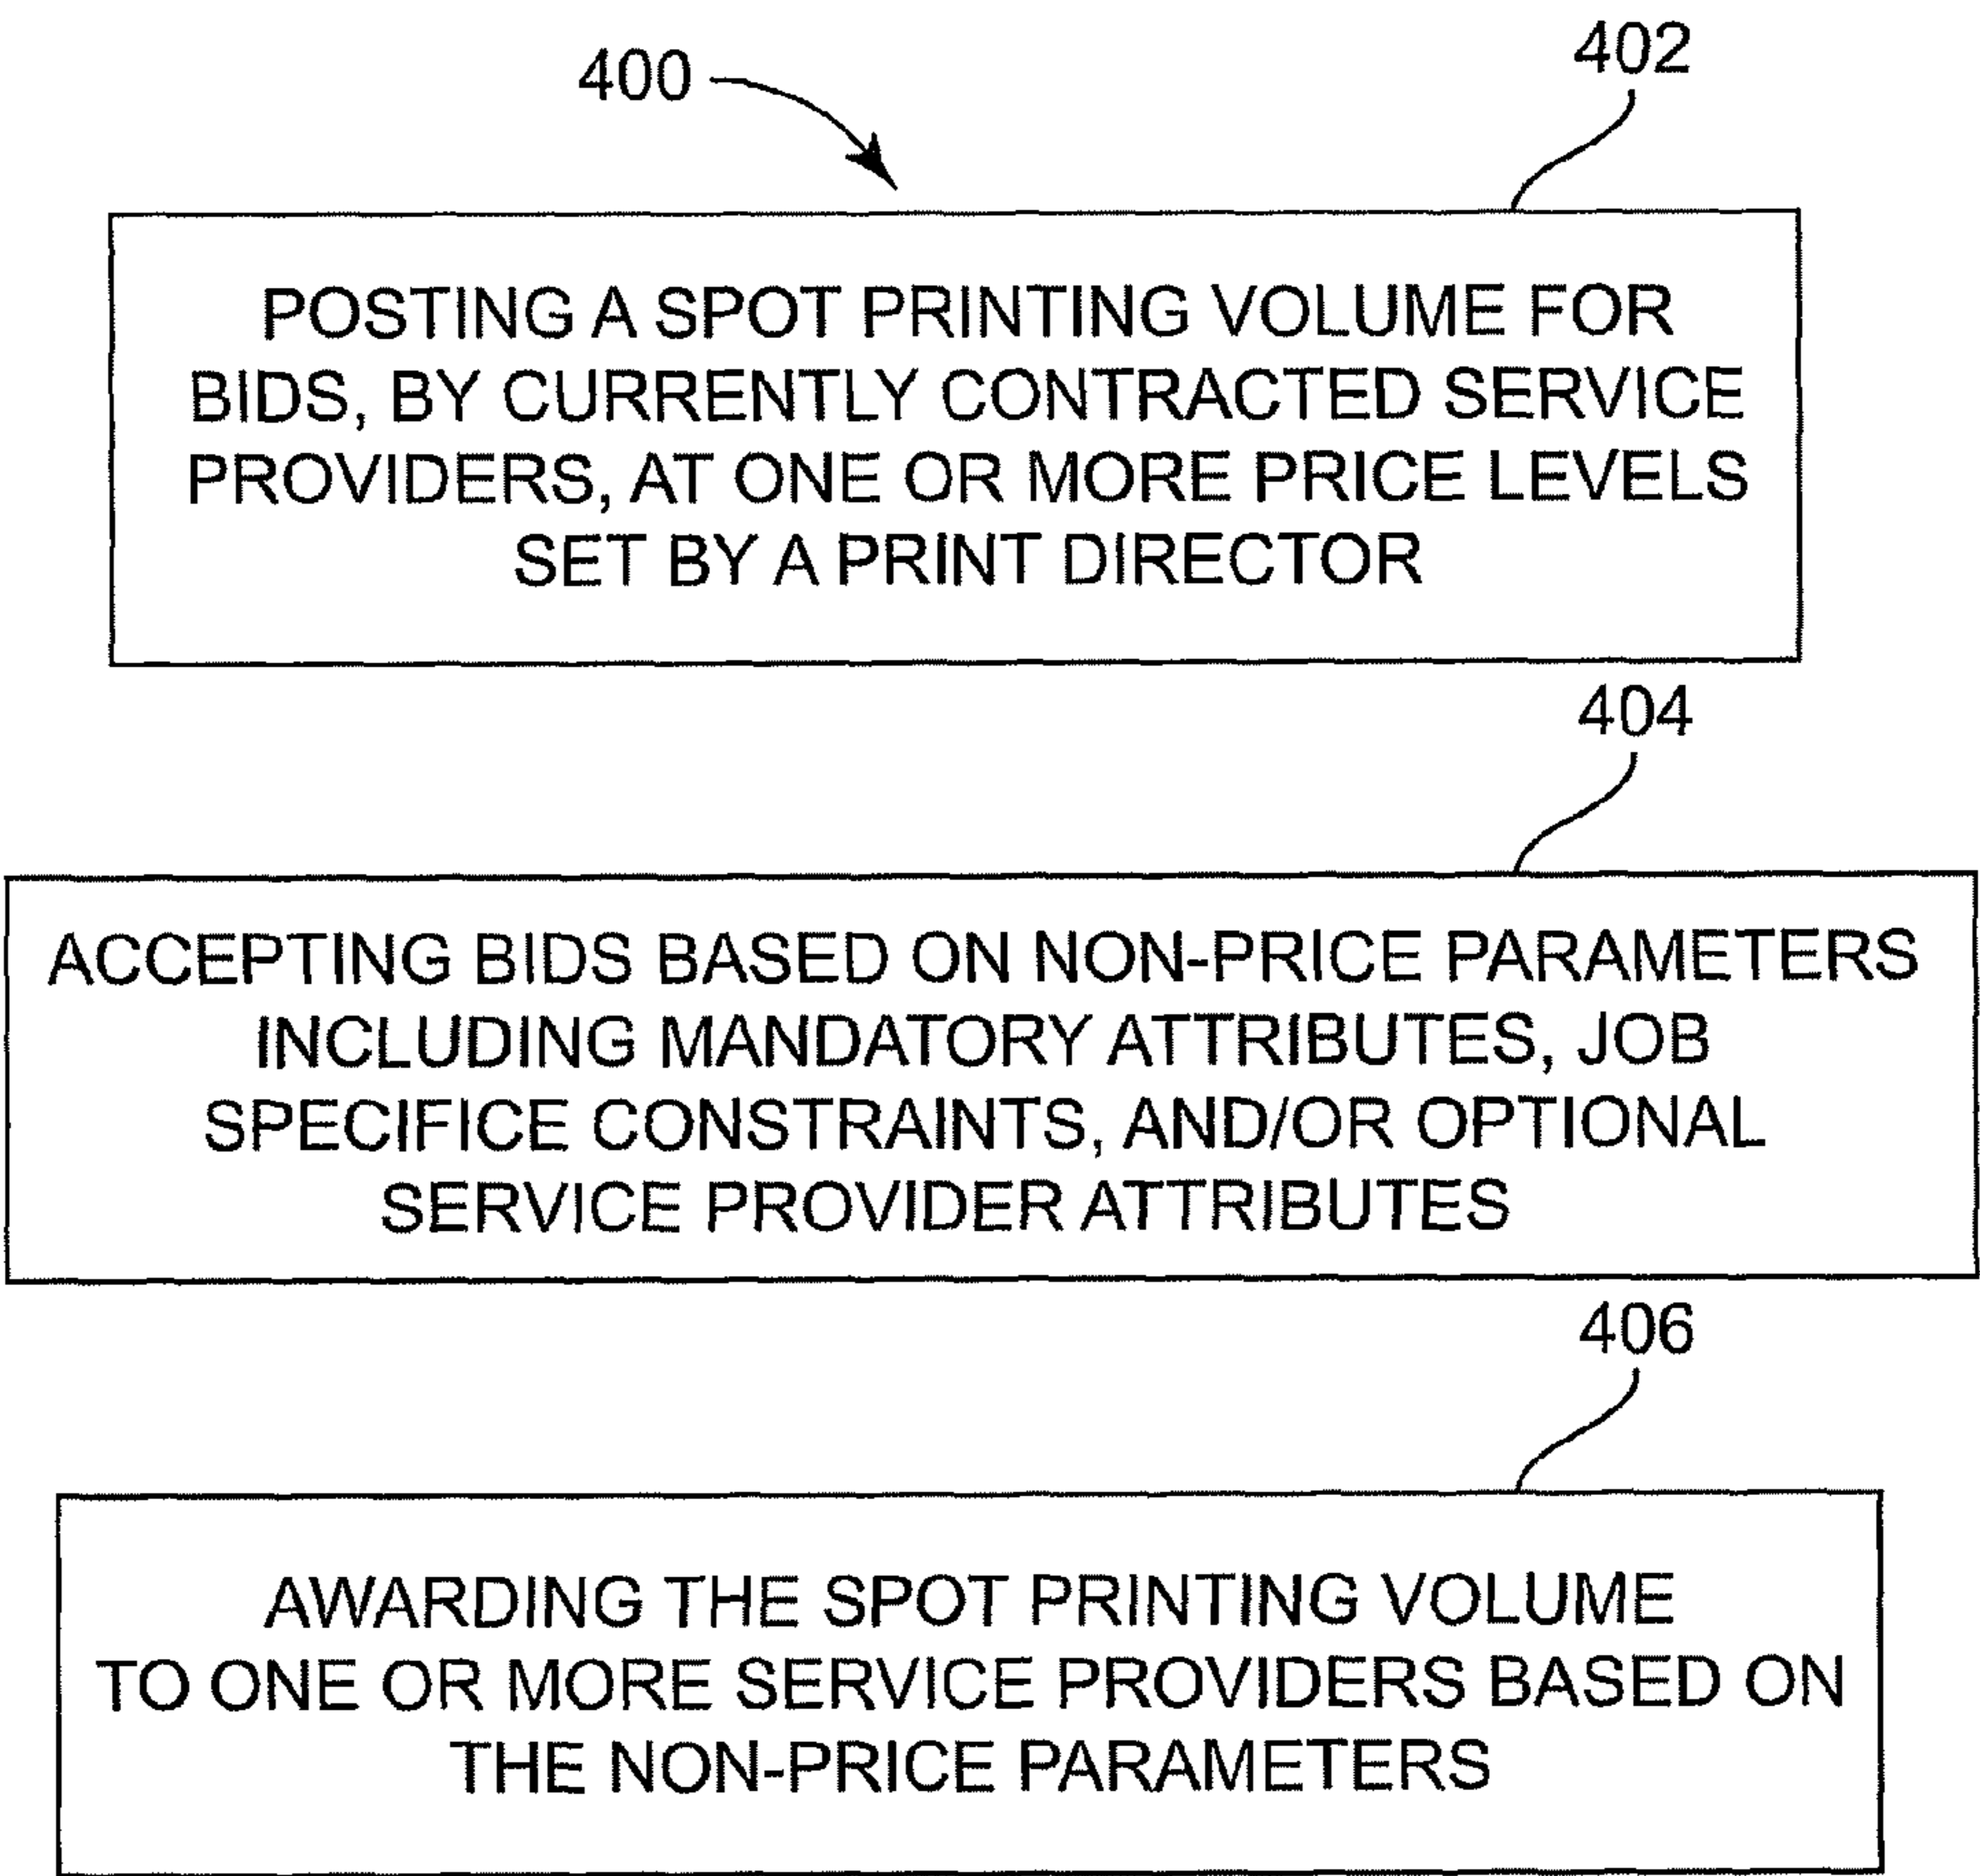 400
402
POSTING A SPOT PRINTING VOLUME FOR
BIDS, BY CURRENTLY CONTRACTED SERVICE
PROVIDERS, AT ONE OR MORE PRICE LEVELS
SET BY A PRINT DIRECTOR
404
ACCEPTING BIDS BASED ON NON-PRICE PARAMETERS
INCLUDING MANDATORY ATTRIBUTES, JOB
SPECIFICE CONSTRAINTS, AND/OR OPTIONAL
SERVICE PROVIDER ATTRIBUTES
406
AWARDING THE SPOT PRINTING VOLUME
TO ONE OR MORE SERVICE PROVIDERS BASED ON
THE NON-PRICE PARAMETERS